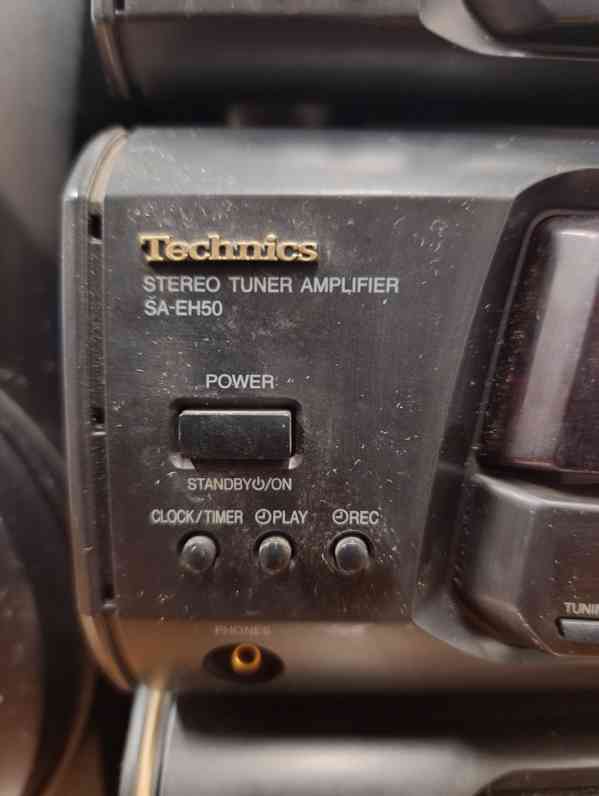 Technics
STEREO TUNER AMPLIFIER
SA-EH50
POWER
STANDBY⏻/ON
CLOCK/TIMER ◷PLAY ◷REC
PHONES